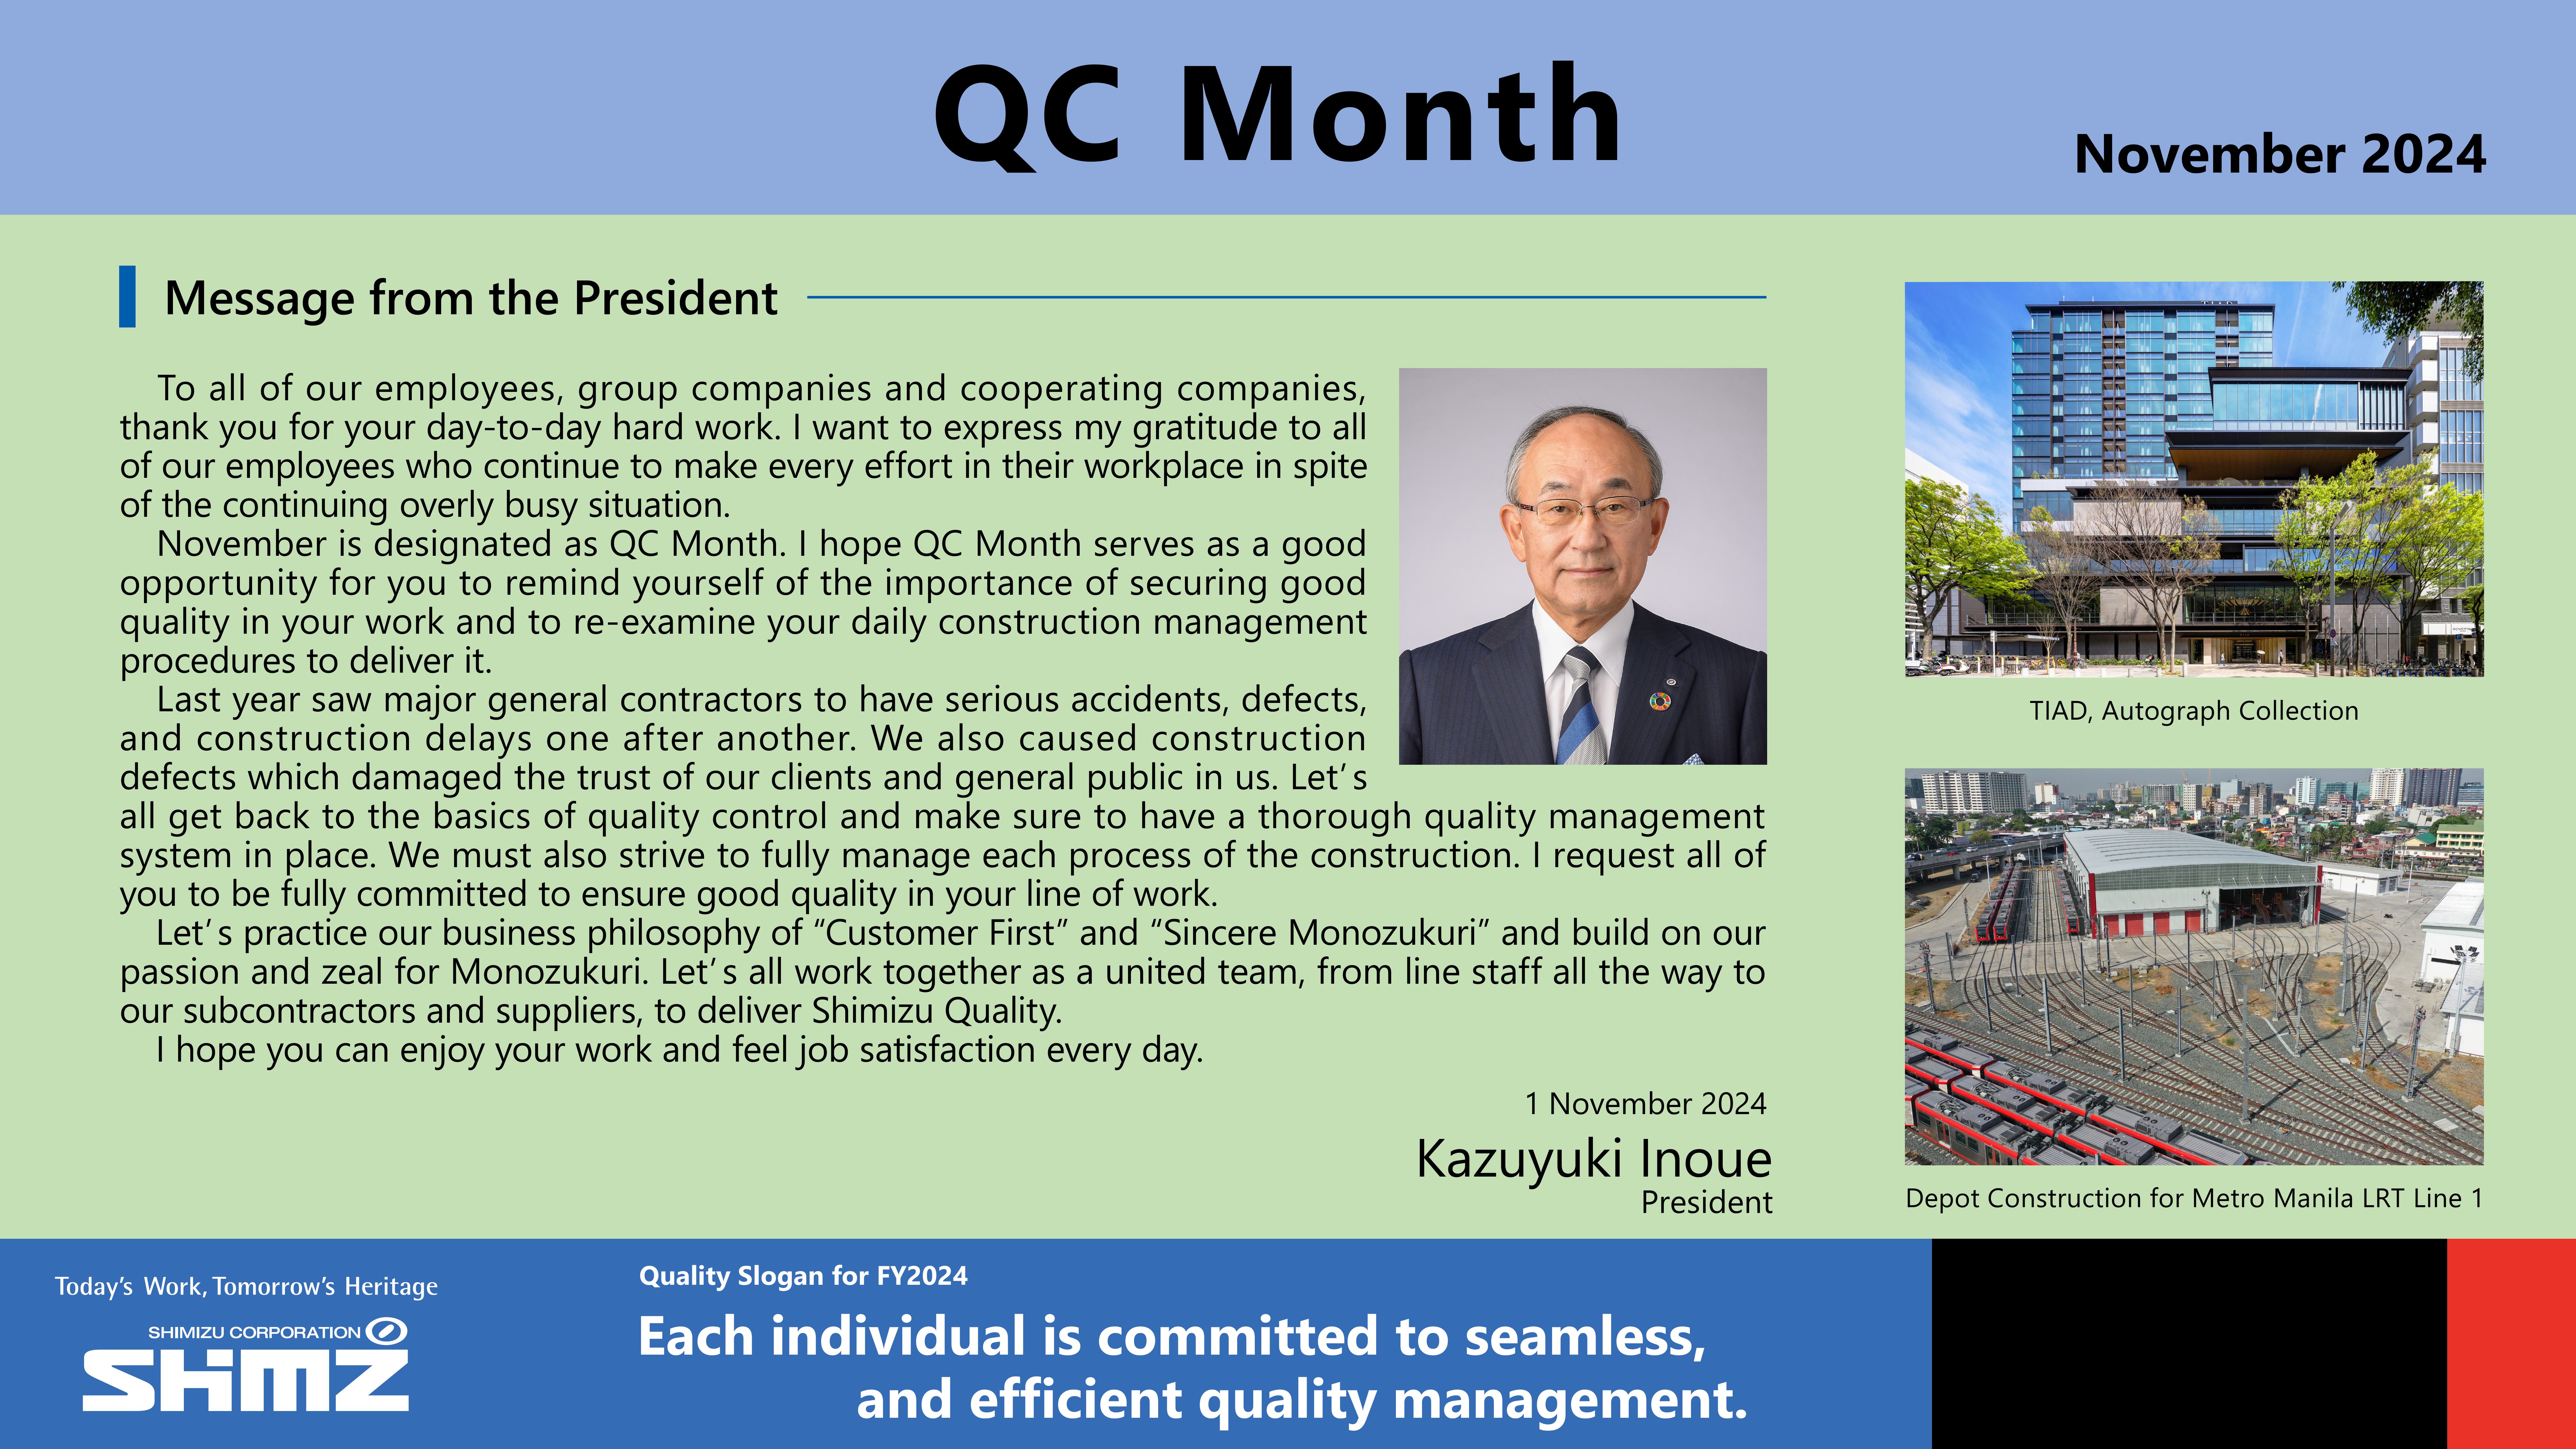 QC Month
November 2024
Message from the President
To all of our employees, group companies and cooperating companies,
thank you for your day-to-day hard work. I want to express my gratitude to all
of our employees who continue to make every effort in their workplace in spite
of the continuing overly busy situation.
November is designated as QC Month. I hope QC Month serves as a good
opportunity for you to remind yourself of the importance of securing good
quality in your work and to re-examine your daily construction management
procedures to deliver it.
Last year saw major general contractors to have serious accidents, defects,
and construction delays one after another. We also caused construction
defects which damaged the trust of our clients and general public in us. Let’s
all get back to the basics of quality control and make sure to have a thorough quality management
system in place. We must also strive to fully manage each process of the construction. I request all of
you to be fully committed to ensure good quality in your line of work.
Let’s practice our business philosophy of “Customer First” and “Sincere Monozukuri” and build on our
passion and zeal for Monozukuri. Let’s all work together as a united team, from line staff all the way to
our subcontractors and suppliers, to deliver Shimizu Quality.
I hope you can enjoy your work and feel job satisfaction every day.
1 November 2024
Kazuyuki Inoue
President
TIAD, Autograph Collection
Depot Construction for Metro Manila LRT Line 1
Today’s Work, Tomorrow’s Heritage
SHIMIZU CORPORATION
SHIMZ
Quality Slogan for FY2024
Each individual is committed to seamless,
and efficient quality management.